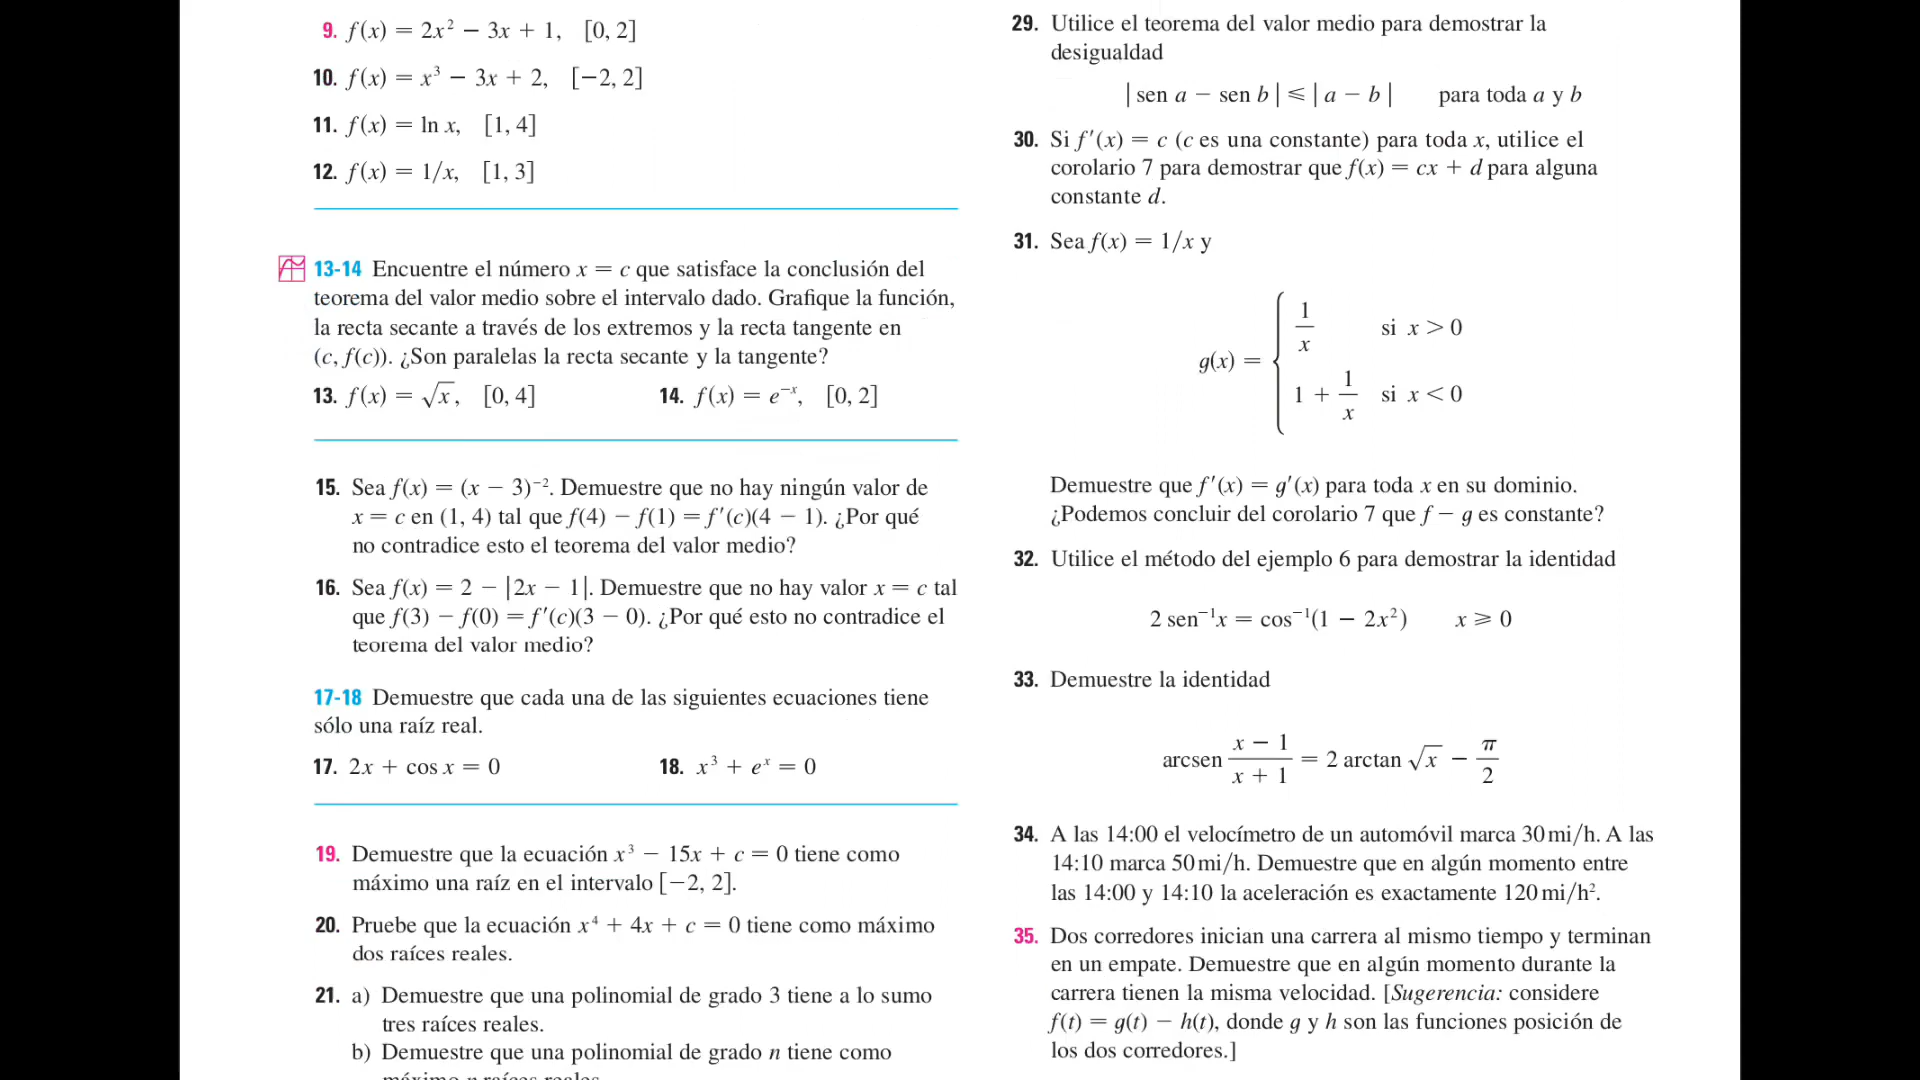 9. f(x) = 2x² − 3x + 1, [0, 2]
10. f(x) = x³ − 3x + 2, [−2, 2]
11. f(x) = ln x, [1, 4]
12. f(x) = 1/x, [1, 3]
13-14 Encuentre el número x = c que satisface la conclusión del
teorema del valor medio sobre el intervalo dado. Grafique la función,
la recta secante a través de los extremos y la recta tangente en
(c, f(c)). ¿Son paralelas la recta secante y la tangente?
13. f(x) = √x, [0, 4] 14. f(x) = e⁻ˣ, [0, 2]
15. Sea f(x) = (x − 3)⁻². Demuestre que no hay ningún valor de
x = c en (1, 4) tal que f(4) − f(1) = f′(c)(4 − 1). ¿Por qué
no contradice esto el teorema del valor medio?
16. Sea f(x) = 2 − |2x − 1|. Demuestre que no hay valor x = c tal
que f(3) − f(0) = f′(c)(3 − 0). ¿Por qué esto no contradice el
teorema del valor medio?
17-18 Demuestre que cada una de las siguientes ecuaciones tiene
sólo una raíz real.
17. 2x + cos x = 0 18. x³ + eˣ = 0
19. Demuestre que la ecuación x³ − 15x + c = 0 tiene como
máximo una raíz en el intervalo [−2, 2].
20. Pruebe que la ecuación x⁴ + 4x + c = 0 tiene como máximo
dos raíces reales.
21. a) Demuestre que una polinomial de grado 3 tiene a lo sumo
tres raíces reales.
b) Demuestre que una polinomial de grado n tiene como
máximo n raíces reales.
29. Utilice el teorema del valor medio para demostrar la
desigualdad
| sen a − sen b | ⩽ | a − b | para toda a y b
30. Si f′(x) = c (c es una constante) para toda x, utilice el
corolario 7 para demostrar que f(x) = cx + d para alguna
constante d.
31. Sea f(x) = 1/x y
g(x) = { 1/x si x > 0
1 + 1/x si x < 0
Demuestre que f′(x) = g′(x) para toda x en su dominio.
¿Podemos concluir del corolario 7 que f − g es constante?
32. Utilice el método del ejemplo 6 para demostrar la identidad
2 sen⁻¹x = cos⁻¹(1 − 2x²) x ⩾ 0
33. Demuestre la identidad
arcsen (x − 1)/(x + 1) = 2 arctan √x − π/2
34. A las 14:00 el velocímetro de un automóvil marca 30 mi/h. A las
14:10 marca 50 mi/h. Demuestre que en algún momento entre
las 14:00 y 14:10 la aceleración es exactamente 120 mi/h².
35. Dos corredores inician una carrera al mismo tiempo y terminan
en un empate. Demuestre que en algún momento durante la
carrera tienen la misma velocidad. [Sugerencia: considere
f(t) = g(t) − h(t), donde g y h son las funciones posición de
los dos corredores.]